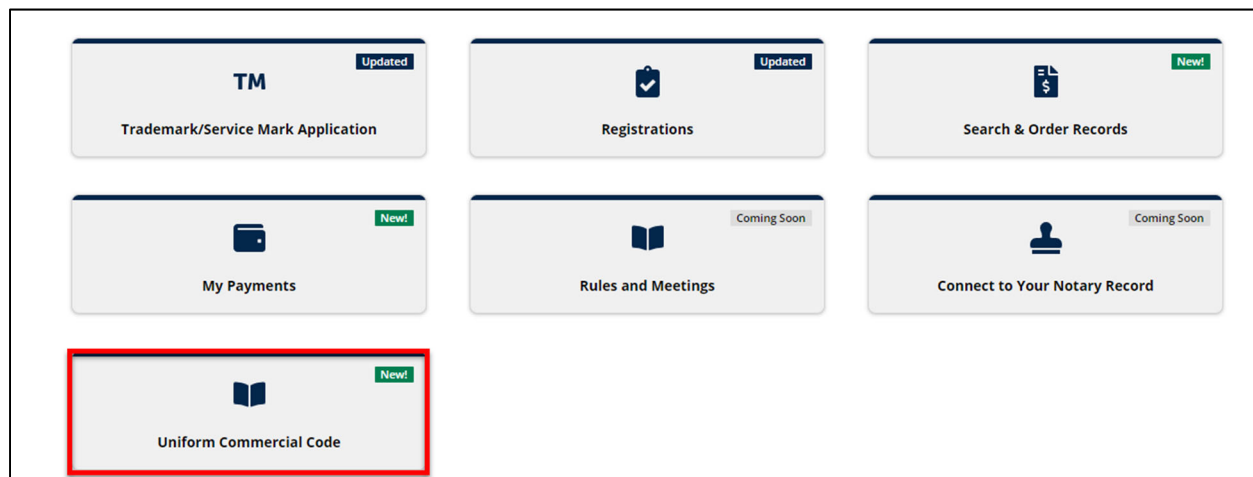 Updated
TM
Trademark/Service Mark Application
Updated
Registrations
New!
Search & Order Records
New!
My Payments
Coming Soon
Rules and Meetings
Coming Soon
Connect to Your Notary Record
New!
Uniform Commercial Code